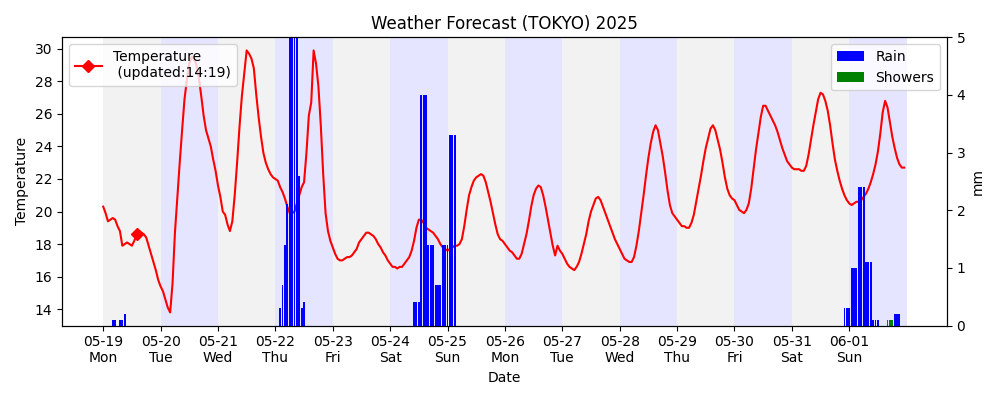 Weather Forecast (TOKYO) 2025
Temperature
(updated:14:19)
Rain
Showers
Temperature
30
28
26
24
22
20
18
16
14
5
4
3
2
1
0
mm
05-19 05-20 05-21 05-22 05-23 05-24 05-25 05-26 05-27 05-28 05-29 05-30 05-31 06-01
Mon Tue Wed Thu Fri Sat Sun Mon Tue Wed Thu Fri Sat Sun
Date